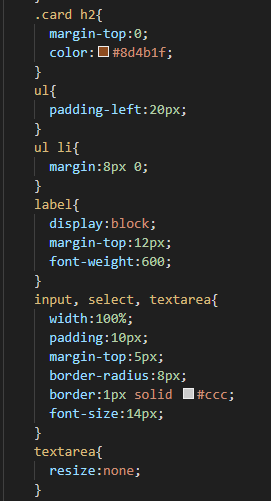 }
.card h2{
margin-top:0;
color:#8d4b1f;
}
ul{
padding-left:20px;
}
ul li{
margin:8px 0;
}
label{
display:block;
margin-top:12px;
font-weight:600;
}
input, select, textarea{
width:100%;
padding:10px;
margin-top:5px;
border-radius:8px;
border:1px solid #ccc;
font-size:14px;
}
textarea{
resize:none;
}